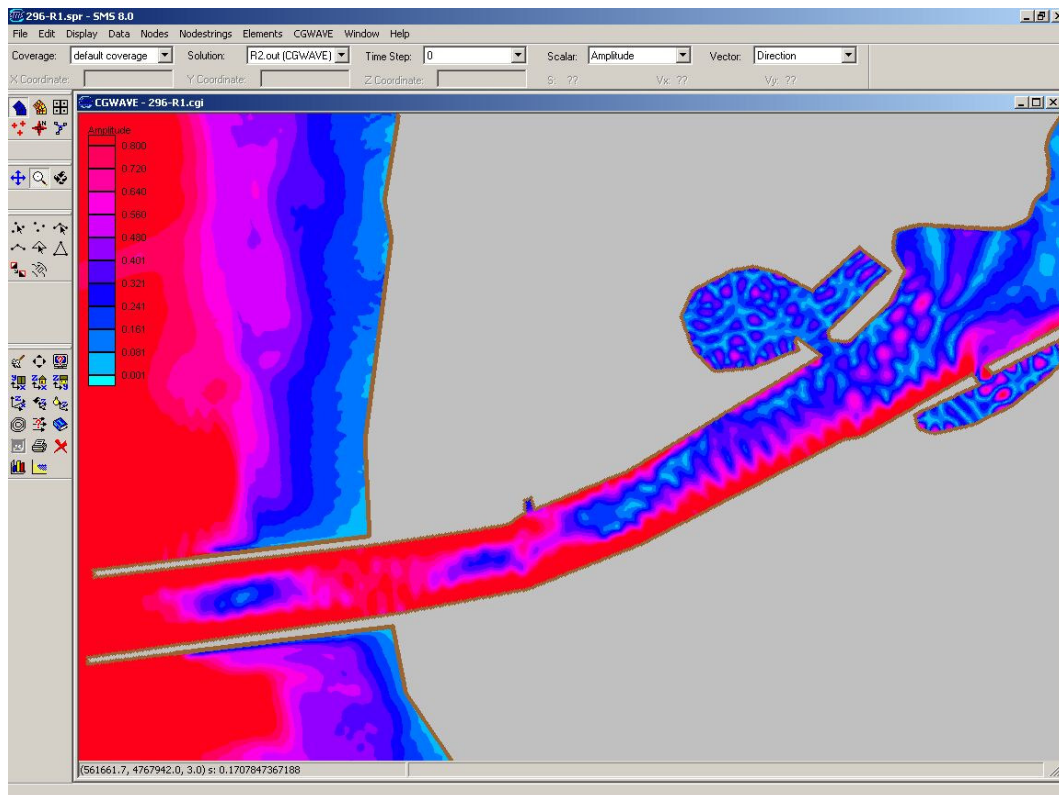 296-R1.spr - SMS 8.0
File Edit Display Data Nodes Nodestrings Elements CGWAVE Window Help
Coverage: default coverage Solution: R2.out (CGWAVE) Time Step: 0 Scalar: Amplitude Vector: Direction
X Coordinate: Y Coordinate: Z Coordinate: S: ?? Vx: ?? Vy: ??
CGWAVE - 296-R1.cgi
Amplitude
0.800
0.720
0.640
0.560
0.480
0.401
0.321
0.241
0.161
0.081
0.001
(561661.7, 4767942.0, 3.0) s: 0.1707847367188